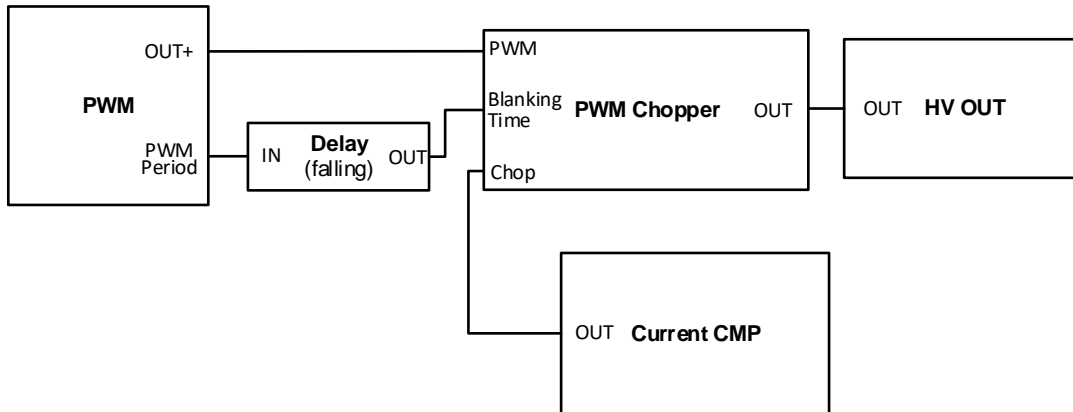 OUT+
PWM
PWM
Period
IN
Delay
(falling)
OUT
PWM
Blanking
Time
PWM Chopper
OUT
Chop
OUT
HV OUT
OUT
Current CMP